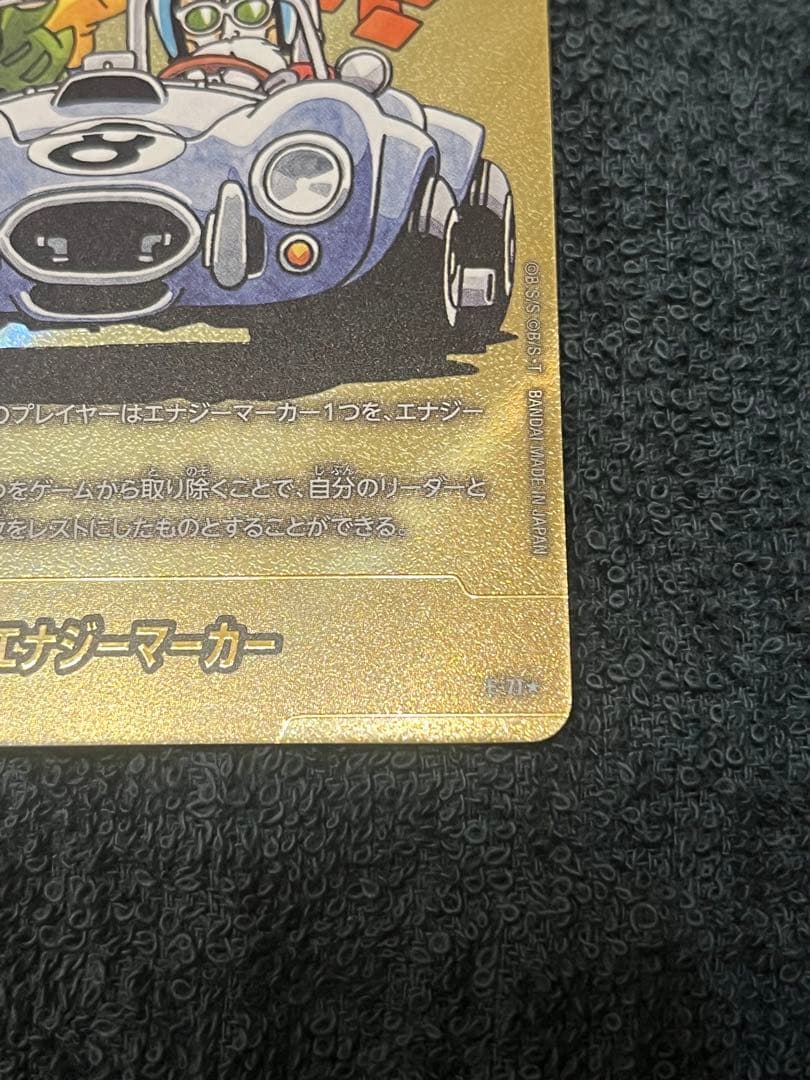 のプレイヤーはエナジーマーカー1つを、エナジー
つをゲームから取り除くことで、自分のリーダーと
をレストにしたものとすることができる。
エナジーマーカー
E-71★
©B・S/S ©B/S・T BANDAI MADE IN JAPAN